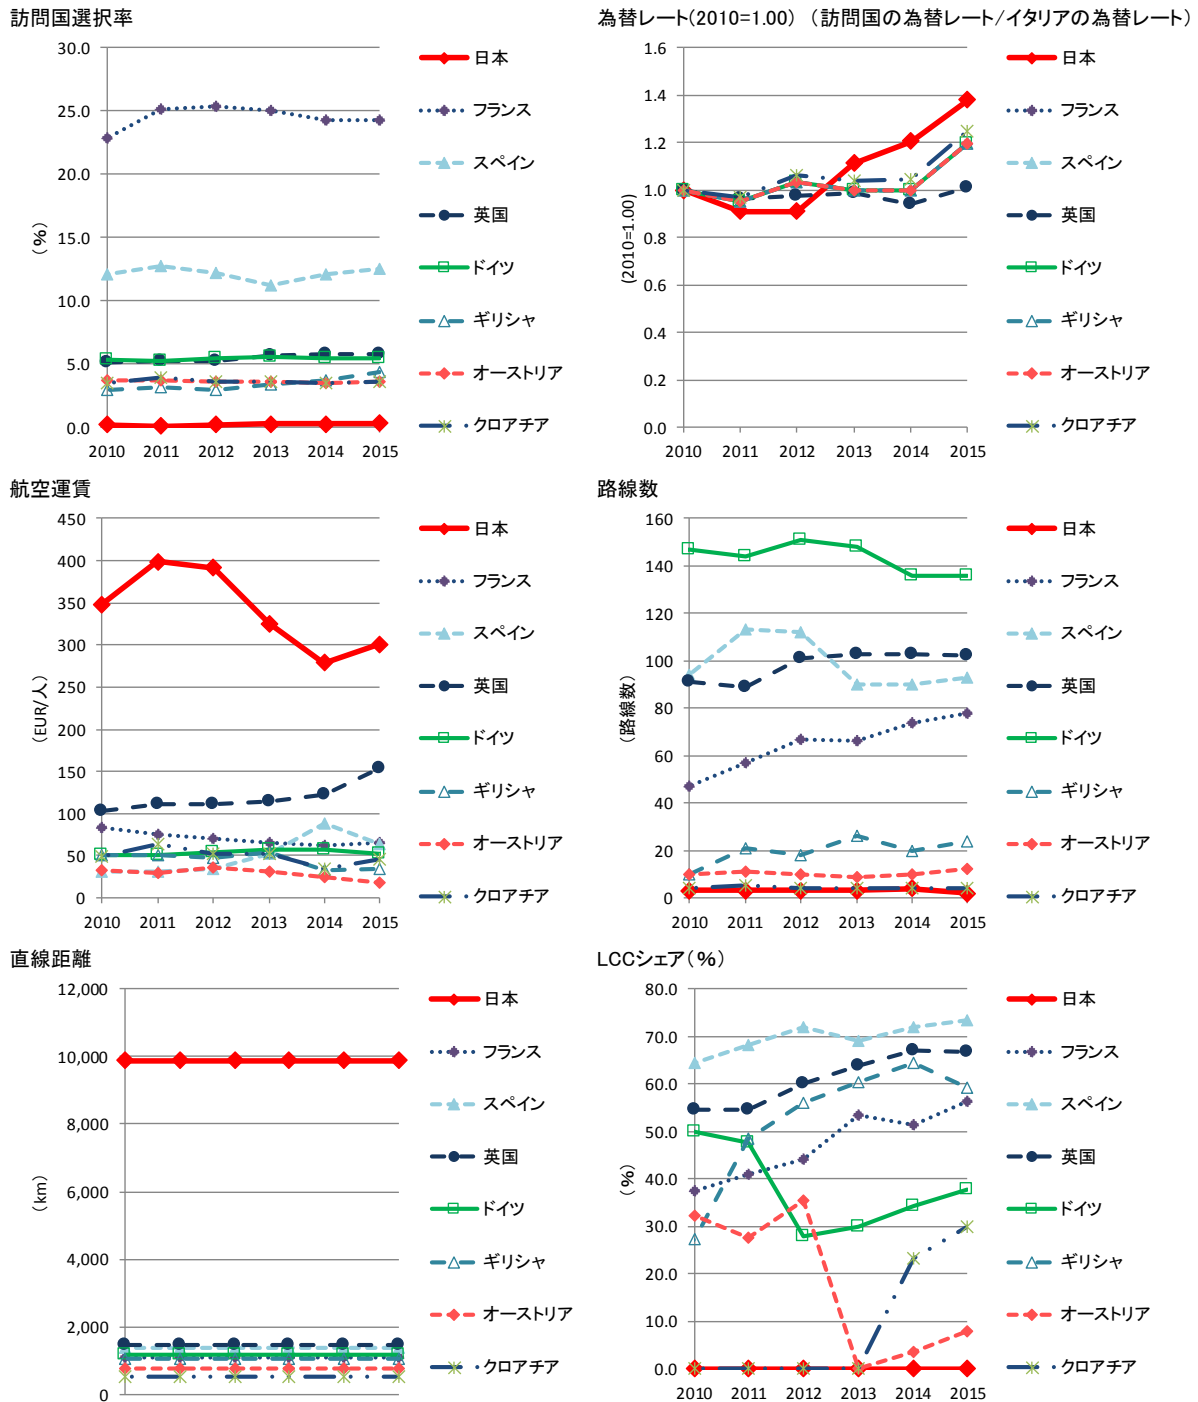 訪問国選択率
30.0
25.0
20.0
15.0
10.0
5.0
0.0
(%)
2010 2011 2012 2013 2014 2015
日本
フランス
スペイン
英国
ドイツ
ギリシャ
オーストリア
クロアチア
為替レート(2010=1.00) (訪問国の為替レート/イタリアの為替レート)
1.6
1.4
1.2
1.0
0.8
0.6
0.4
0.2
0.0
(2010=1.00)
2010 2011 2012 2013 2014 2015
日本
フランス
スペイン
英国
ドイツ
ギリシャ
オーストリア
クロアチア
航空運賃
450
400
350
300
250
200
150
100
50
0
(EUR/人)
2010 2011 2012 2013 2014 2015
日本
フランス
スペイン
英国
ドイツ
ギリシャ
オーストリア
クロアチア
路線数
160
140
120
100
80
60
40
20
0
(路線数)
2010 2011 2012 2013 2014 2015
日本
フランス
スペイン
英国
ドイツ
ギリシャ
オーストリア
クロアチア
直線距離
12,000
10,000
8,000
6,000
4,000
2,000
0
(km)
日本
フランス
スペイン
英国
ドイツ
ギリシャ
オーストリア
クロアチア
LCCシェア(%)
80.0
70.0
60.0
50.0
40.0
30.0
20.0
10.0
0.0
(%)
2010 2011 2012 2013 2014 2015
日本
フランス
スペイン
英国
ドイツ
ギリシャ
オーストリア
クロアチア